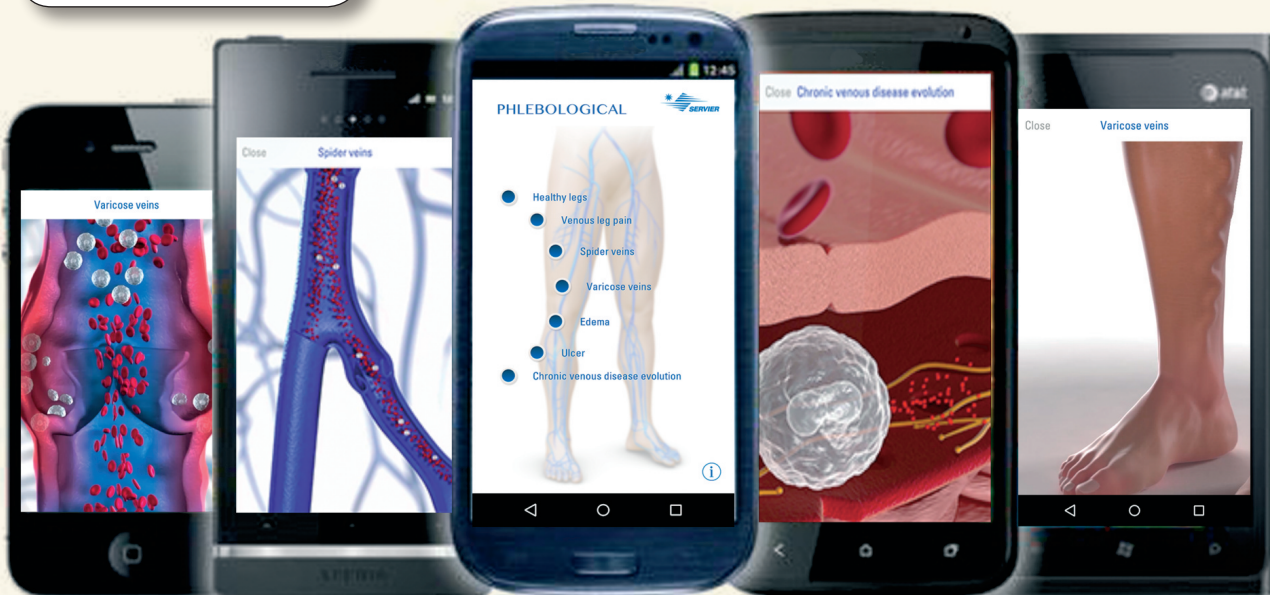 Varicose veins
Close Spider veins
12:45
PHLEBOLOGICAL
SERVIER
Healthy legs
Venous leg pain
Spider veins
Varicose veins
Edema
Ulcer
Chronic venous disease evolution
i
Close Chronic venous disease evolution
at&t
Close Varicose veins